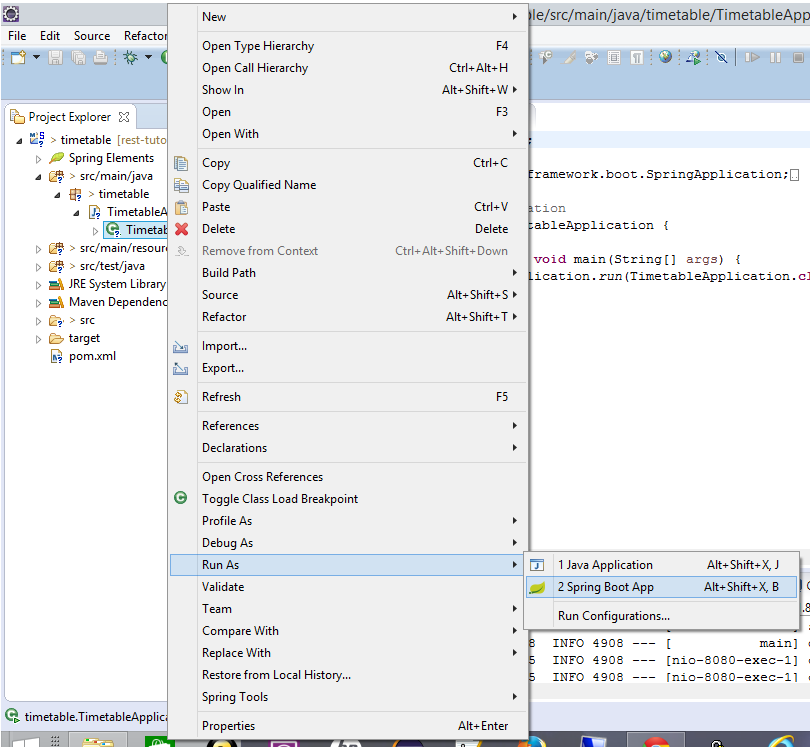 ble/src/main/java/timetable/TimetableApp
File Edit Source Refactor
Project Explorer
> timetable [rest-tuto
Spring Elements
> src/main/java
> timetable
TimetableA
Timetab
> src/main/resour
> src/test/java
JRE System Library
Maven Dependenc
> src
target
pom.xml
New
Open Type Hierarchy F4
Open Call Hierarchy Ctrl+Alt+H
Show In Alt+Shift+W
Open F3
Open With
Copy Ctrl+C
Copy Qualified Name
Paste Ctrl+V
Delete Delete
Remove from Context Ctrl+Alt+Shift+Down
Build Path
Source Alt+Shift+S
Refactor Alt+Shift+T
Import...
Export...
Refresh F5
References
Declarations
Open Cross References
Toggle Class Load Breakpoint
Profile As
Debug As
Run As
Validate
Team
Compare With
Replace With
Restore from Local History...
Spring Tools
Properties Alt+Enter
1 Java Application Alt+Shift+X, J
2 Spring Boot App Alt+Shift+X, B
Run Configurations...
;
framework.boot.SpringApplication;
ation
tableApplication {
void main(String[] args) {
lication.run(TimetableApplication.cl
8 INFO 4908 --- [ main]
5 INFO 4908 --- [nio-8080-exec-1]
5 INFO 4908 --- [nio-8080-exec-1]
timetable.TimetableApplica